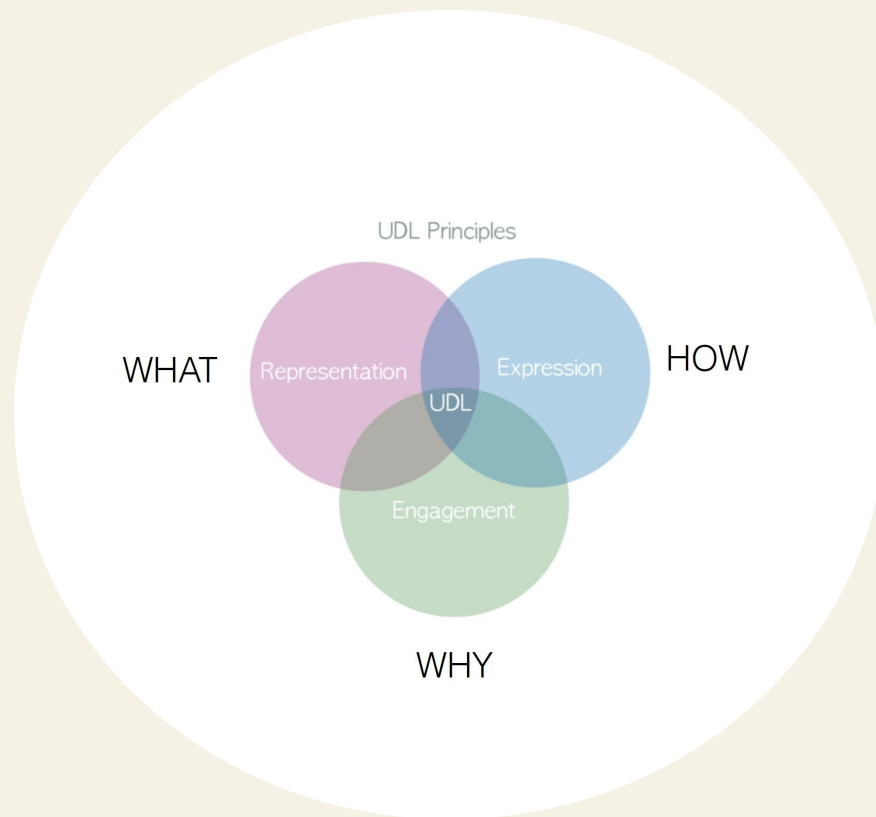 UDL Principles
WHAT
Representation
Expression
HOW
UDL
Engagement
WHY